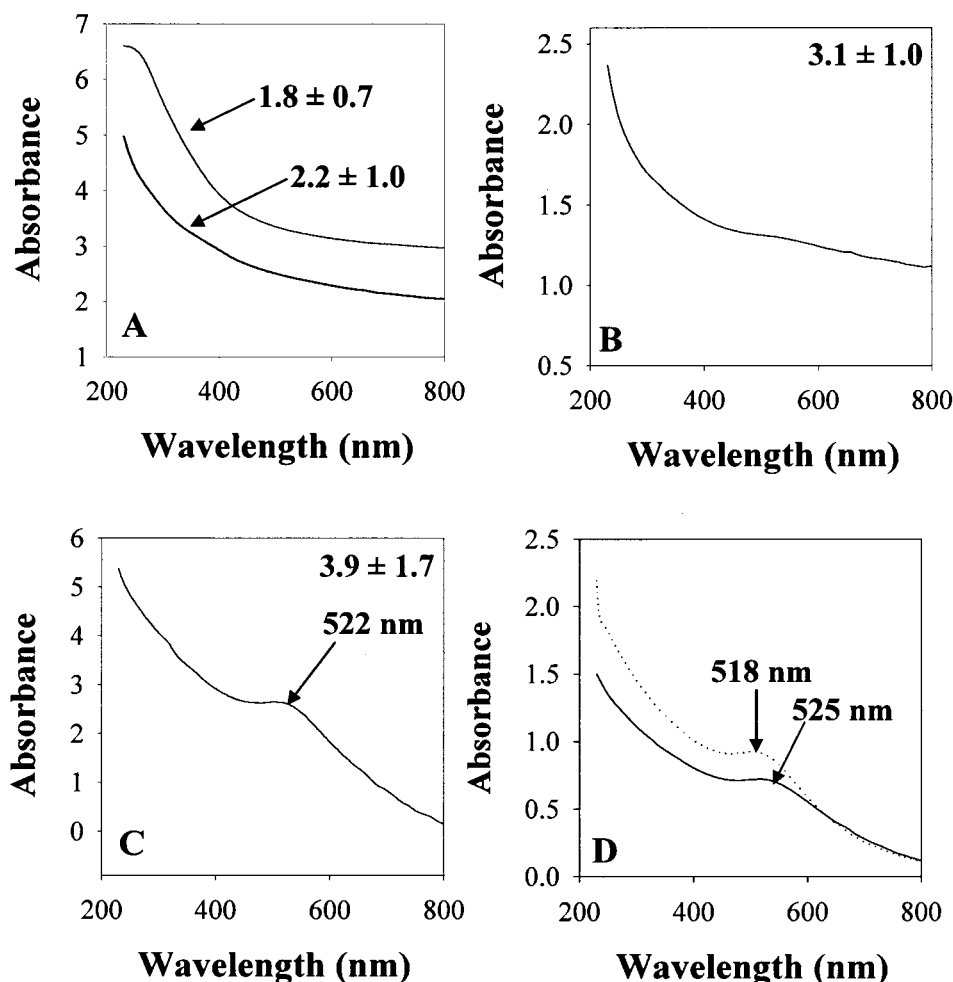 Absorbance
7
6
5
4
3
2
1
1.8 ± 0.7
2.2 ± 1.0
A
200 400 600 800
Wavelength (nm)
Absorbance
2.5
2.0
1.5
1.0
0.5
3.1 ± 1.0
B
200 400 600 800
Wavelength (nm)
Absorbance
6
5
4
3
2
1
0
3.9 ± 1.7
522 nm
C
200 400 600 800
Wavelength (nm)
Absorbance
2.5
2.0
1.5
1.0
0.5
0.0
518 nm
525 nm
D
200 400 600 800
Wavelength (nm)